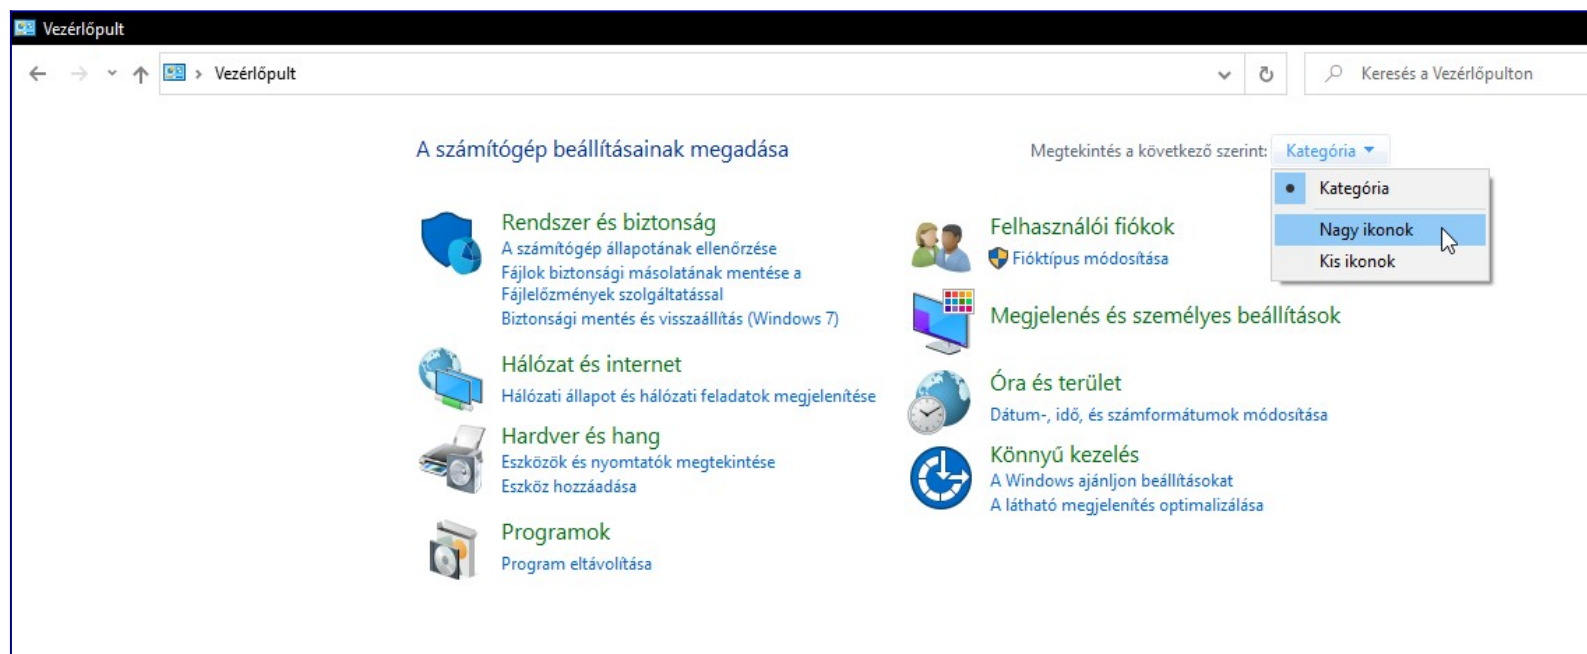 Vezérlőpult
Vezérlőpult
Keresés a Vezérlőpulton
A számítógép beállításainak megadása
Megtekintés a következő szerint: Kategória
Kategória
Nagy ikonok
Kis ikonok
Rendszer és biztonság
A számítógép állapotának ellenőrzése
Fájlok biztonsági másolatának mentése a
Fájlelőzmények szolgáltatással
Biztonsági mentés és visszaállítás (Windows 7)
Hálózat és internet
Hálózati állapot és hálózati feladatok megjelenítése
Hardver és hang
Eszközök és nyomtatók megtekintése
Eszköz hozzáadása
Programok
Program eltávolítása
Felhasználói fiókok
Fióktípus módosítása
Megjelenés és személyes beállítások
Óra és terület
Dátum-, idő, és számformátumok módosítása
Könnyű kezelés
A Windows ajánljon beállításokat
A látható megjelenítés optimalizálása